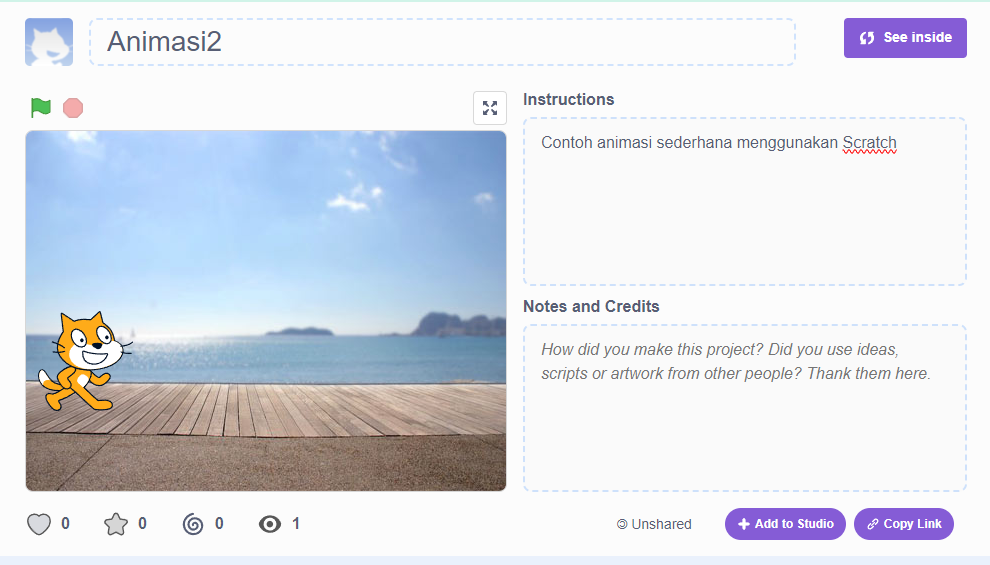 Animasi2
See inside
Instructions
Contoh animasi sederhana menggunakan Scratch
Notes and Credits
How did you make this project? Did you use ideas,
scripts or artwork from other people? Thank them here.
0 0 0 1
Unshared
Add to Studio
Copy Link